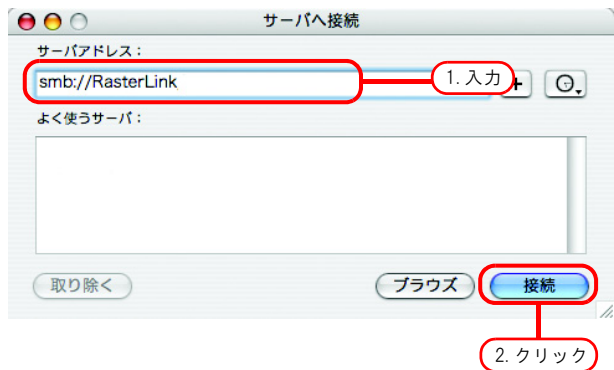 サーバへ接続
サーバアドレス：
smb://RasterLink
1. 入力
+
よく使うサーバ：
取り除く
ブラウズ
接続
2. クリック